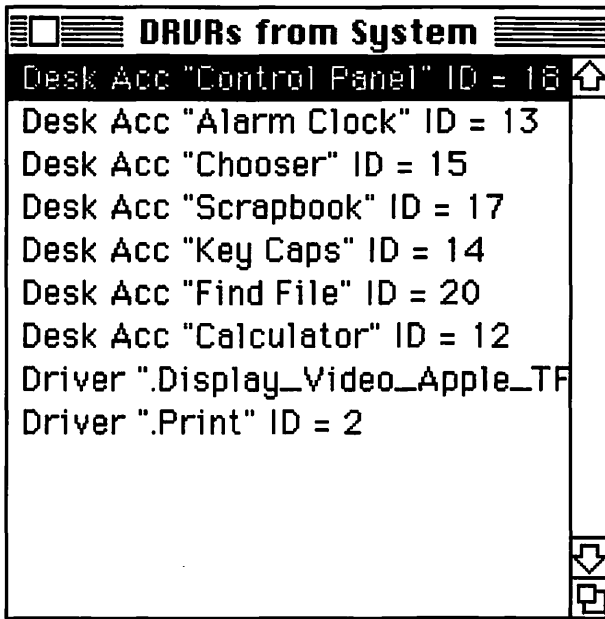 DRVRs from System
Desk Acc "Control Panel" ID = 18
Desk Acc "Alarm Clock" ID = 13
Desk Acc "Chooser" ID = 15
Desk Acc "Scrapbook" ID = 17
Desk Acc "Key Caps" ID = 14
Desk Acc "Find File" ID = 20
Desk Acc "Calculator" ID = 12
Driver ".Display_Video_Apple_TF
Driver ".Print" ID = 2